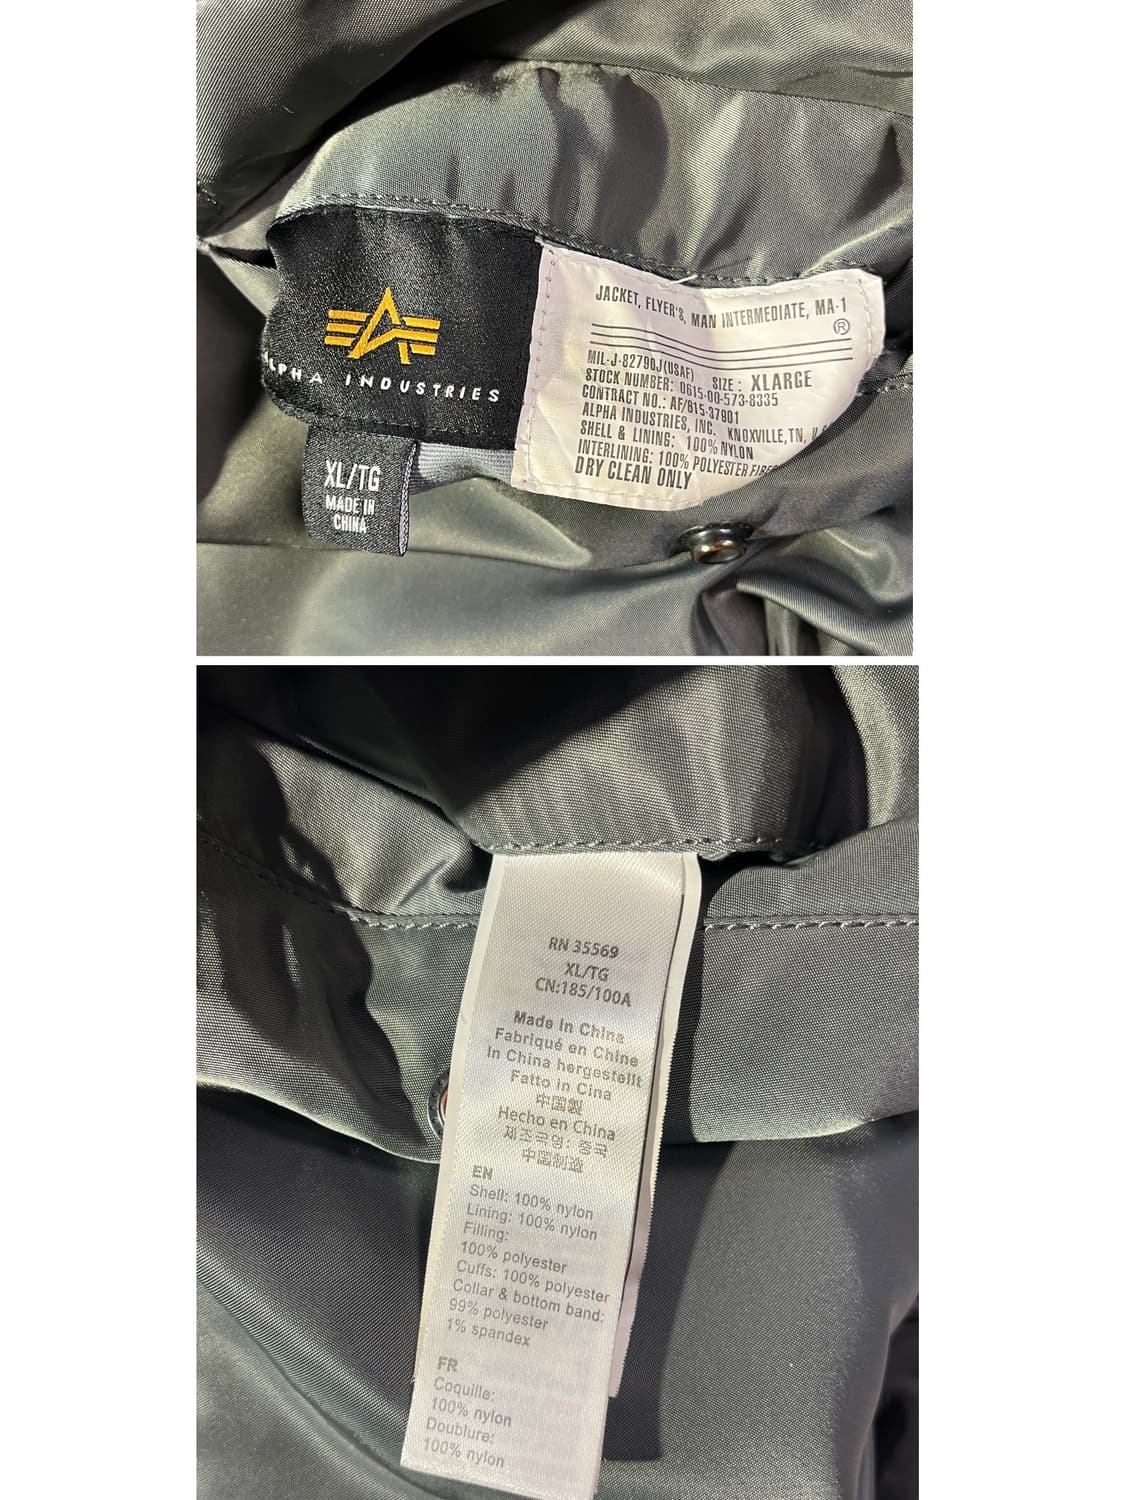 ALPHA INDUSTRIES
XL/TG
MADE IN
CHINA
JACKET, FLYER'S, MAN INTERMEDIATE, MA-1
®
MIL-J-82790J(USAF) SIZE: XLARGE
STOCK NUMBER: 0615-00-573-8335
CONTRACT NO.: AF/815-37901
ALPHA INDUSTRIES, INC. KNOXVILLE, TN,
SHELL & LINING: 100% NYLON
INTERLINING: 100% POLYESTER
DRY CLEAN ONLY
RN 35569
XL/TG
CN:185/100A
Made in China
Fabriqué en Chine
In China hergestellt
Fatto in Cina
中国製
Hecho en China
제조국명: 중국
中国制造
EN
Shell: 100% nylon
Lining: 100% nylon
Filling:
100% polyester
Cuffs: 100% polyester
Collar & bottom band:
99% polyester
1% spandex
FR
Coquille:
100% nylon
Doublure:
100% nylon